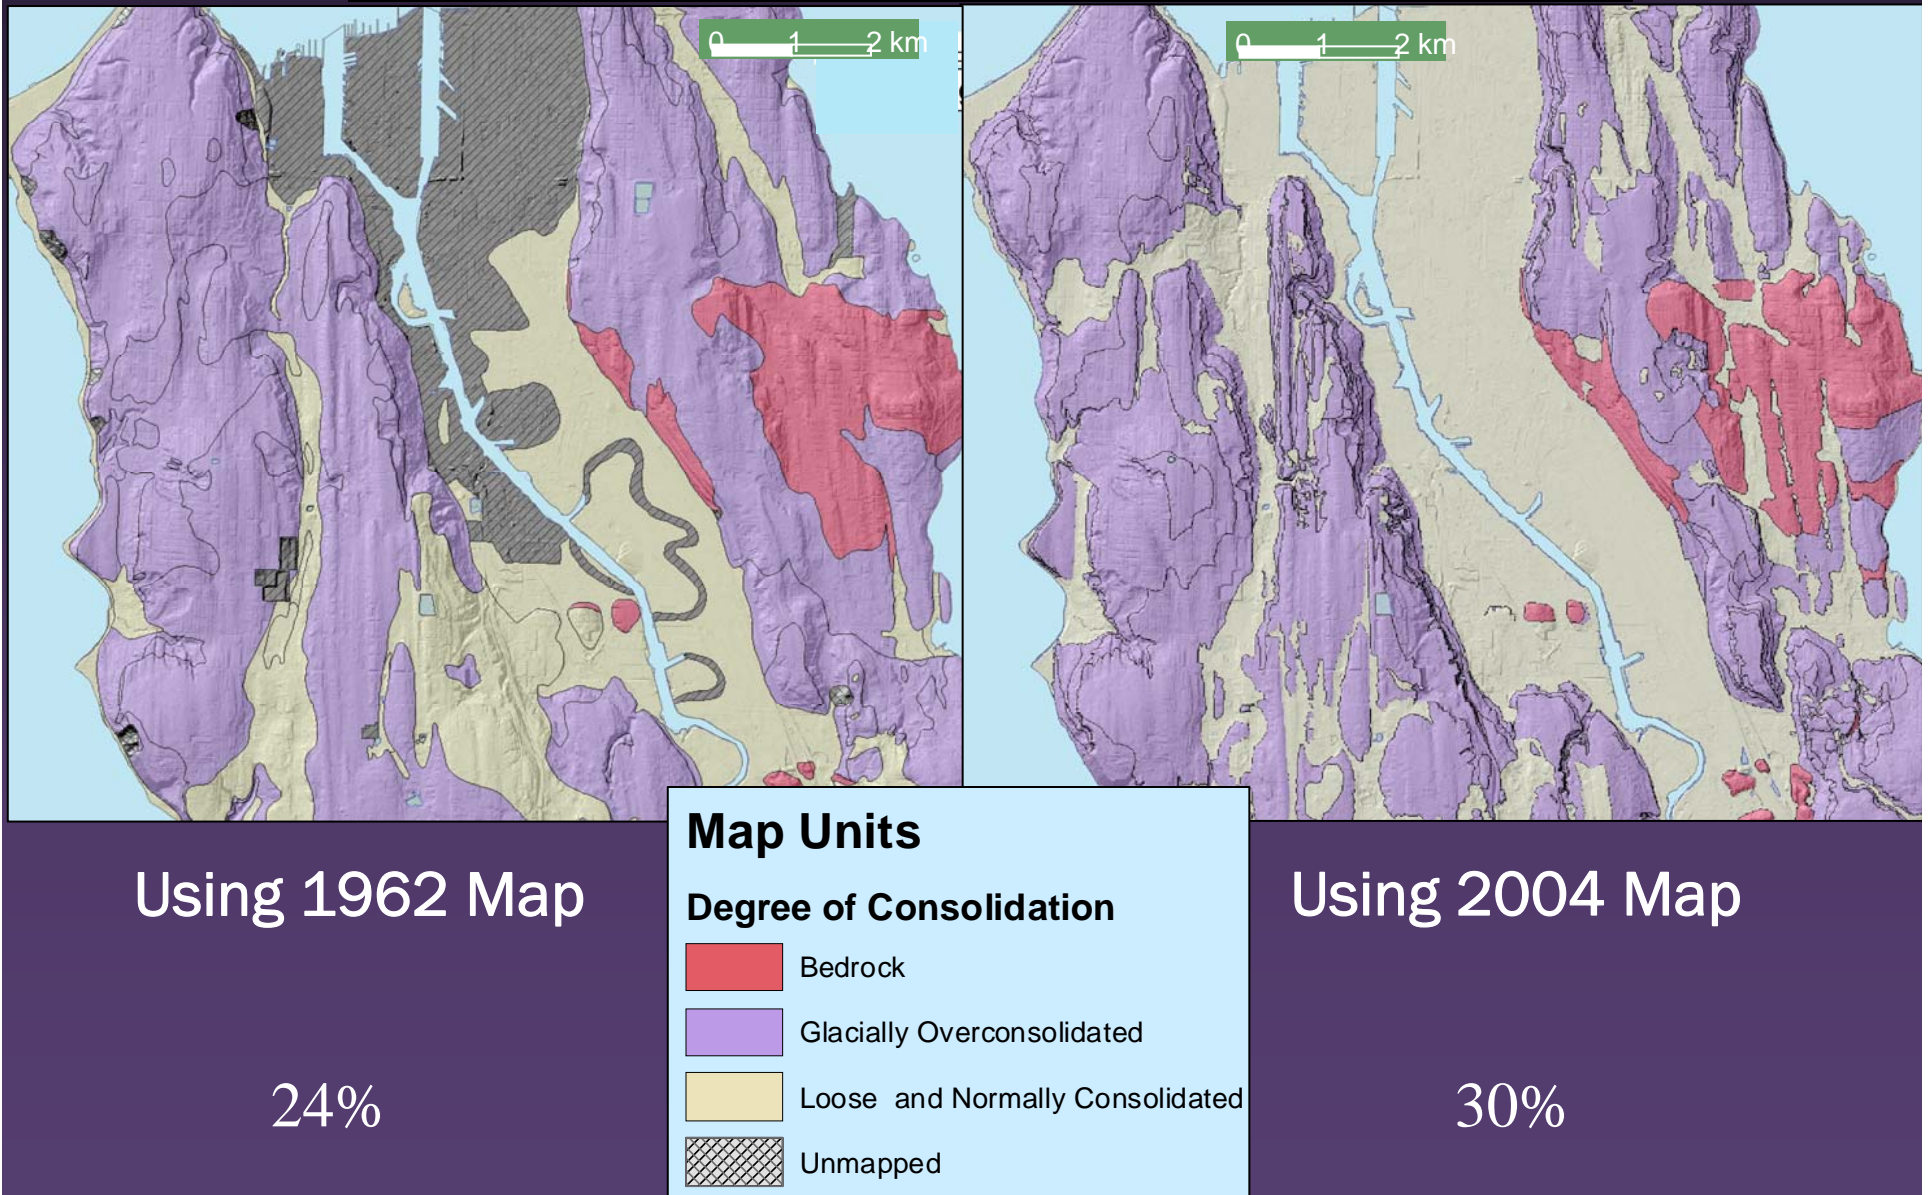 0 1 2 km
0 1 2 km
Using 1962 Map
24%
Map Units
Degree of Consolidation
Bedrock
Glacially Overconsolidated
Loose and Normally Consolidated
Unmapped
Using 2004 Map
30%